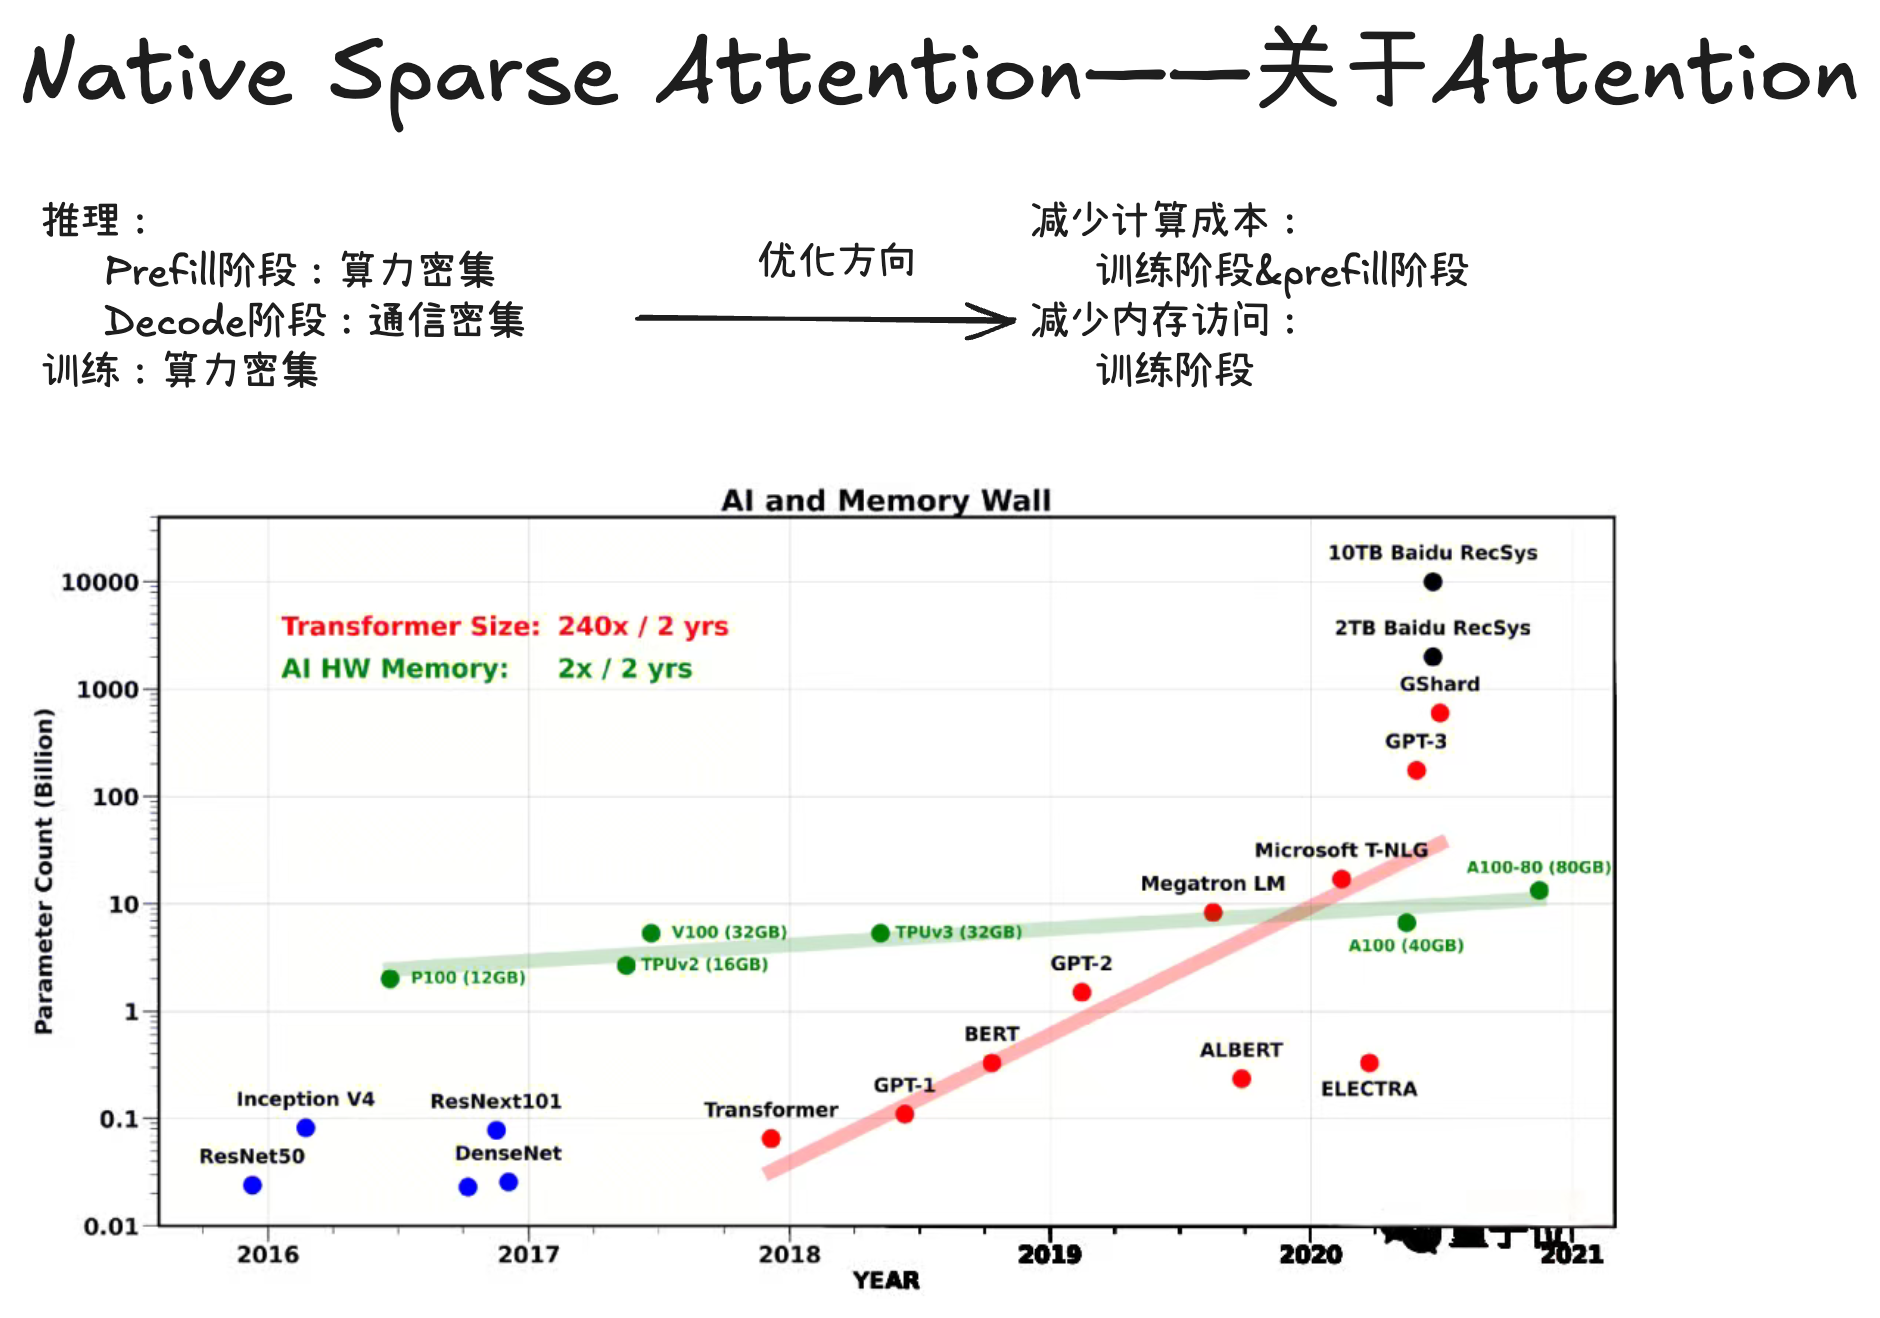 Native Sparse Attention——关于Attention
推理：
Prefill阶段：算力密集
Decode阶段：通信密集
训练：算力密集
优化方向
减少计算成本：
训练阶段&prefill阶段
减少内存访问：
训练阶段
AI and Memory Wall
Transformer Size: 240x / 2 yrs
AI HW Memory: 2x / 2 yrs
10TB Baidu RecSys
2TB Baidu RecSys
GShard
GPT-3
Microsoft T-NLG
A100-80 (80GB)
Megatron LM
V100 (32GB)
TPUv3 (32GB)
A100 (40GB)
TPUv2 (16GB)
P100 (12GB)
GPT-2
BERT
ALBERT
GPT-1
ELECTRA
Inception V4
ResNext101
Transformer
ResNet50
DenseNet
Parameter Count (Billion)
10000
1000
100
10
1
0.1
0.01
2016
2017
2018
2019
2020
2021
YEAR